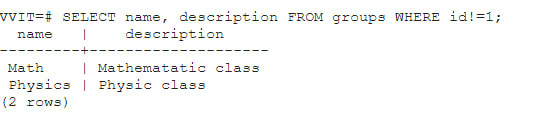 VVIT=# SELECT name, description FROM groups WHERE id!=1;
  name   |     description
---------+---------------------
 Math    | Mathematatic class
 Physics | Physic class
(2 rows)